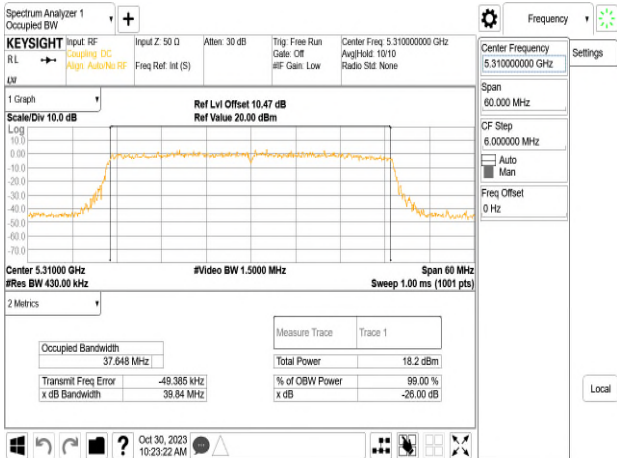 Spectrum Analyzer 1
Occupied BW
+
Frequency
KEYSIGHT
RL
LXI
Input: RF
Coupling: DC
Align: Auto/No RF
Input Z: 50 Ω
Freq Ref: Int (S)
Atten: 30 dB
Trig: Free Run
Gate: Off
#IF Gain: Low
Center Freq: 5.310000000 GHz
Avg|Hold: 10/10
Radio Std: None
Center Frequency
5.310000000 GHz
Settings
Span
60.000 MHz
CF Step
6.000000 MHz
Auto
Man
Freq Offset
0 Hz
Local
1 Graph
Scale/Div 10.0 dB
Ref Lvl Offset 10.47 dB
Ref Value 20.00 dBm
Log
10.0
0.00
-10.0
-20.0
-30.0
-40.0
-50.0
-60.0
-70.0
Center 5.31000 GHz
#Video BW 1.5000 MHz
Span 60 MHz
#Res BW 430.00 kHz
Sweep 1.00 ms (1001 pts)
2 Metrics
Measure Trace
Trace 1
Occupied Bandwidth
37.648 MHz
Total Power
18.2 dBm
Transmit Freq Error
-49.385 kHz
% of OBW Power
99.00 %
x dB Bandwidth
39.84 MHz
x dB
-26.00 dB
?
Oct 30, 2023
10:23:22 AM